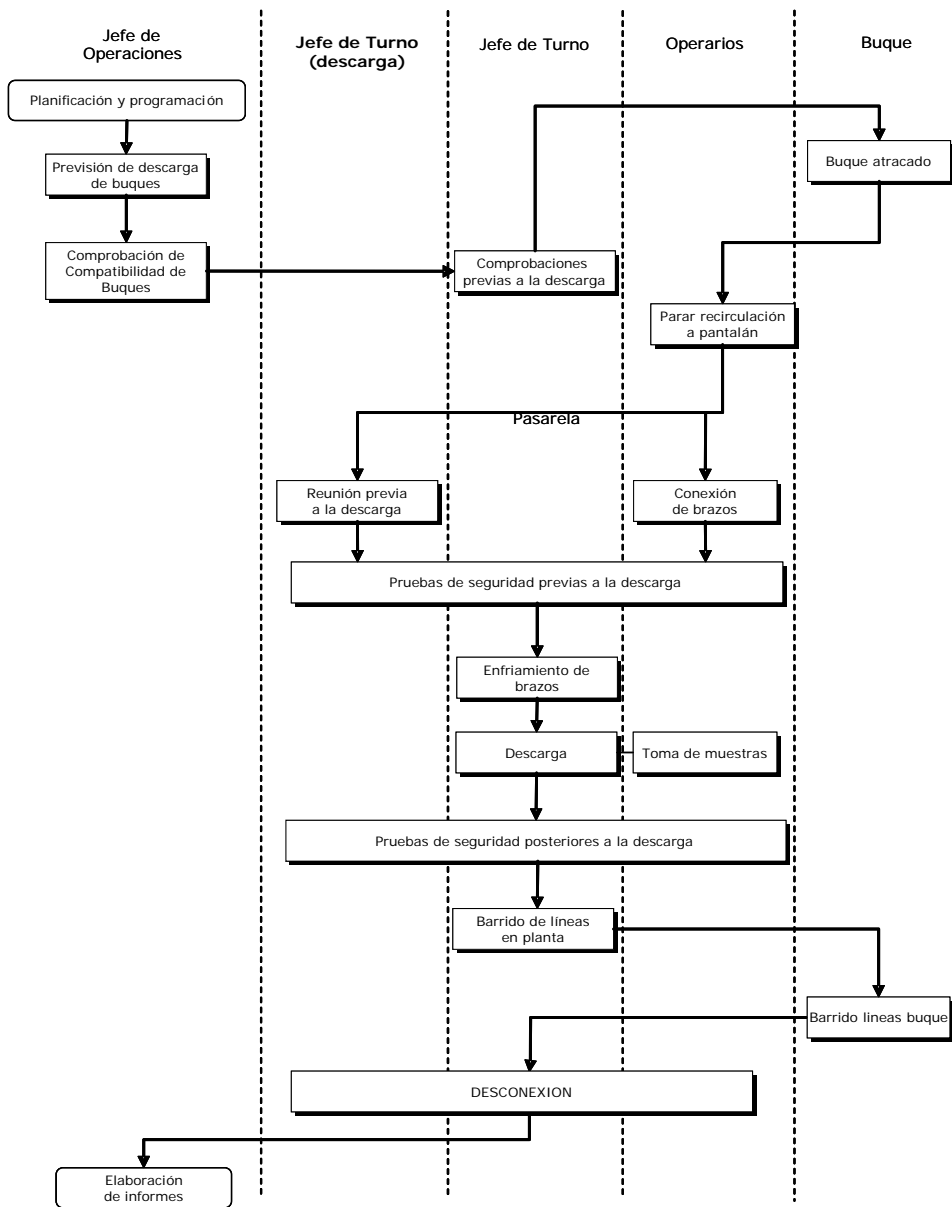 Jefe de
Operaciones
Jefe de Turno
(descarga)
Jefe de Turno
Operarios
Buque
Planificación y programación
Previsión de descarga
de buques
Buque atracado
Comprobación de
Compatibilidad de
Buques
Comprobaciones
previas a la descarga
Parar recirculación
a pantalán
Pasarela
Reunión previa
a la descarga
Conexión
de brazos
Pruebas de seguridad previas a la descarga
Enfriamiento de
brazos
Descarga
Toma de muestras
Pruebas de seguridad posteriores a la descarga
Barrido de líneas
en planta
Barrido lineas buque
DESCONEXION
Elaboración
de informes